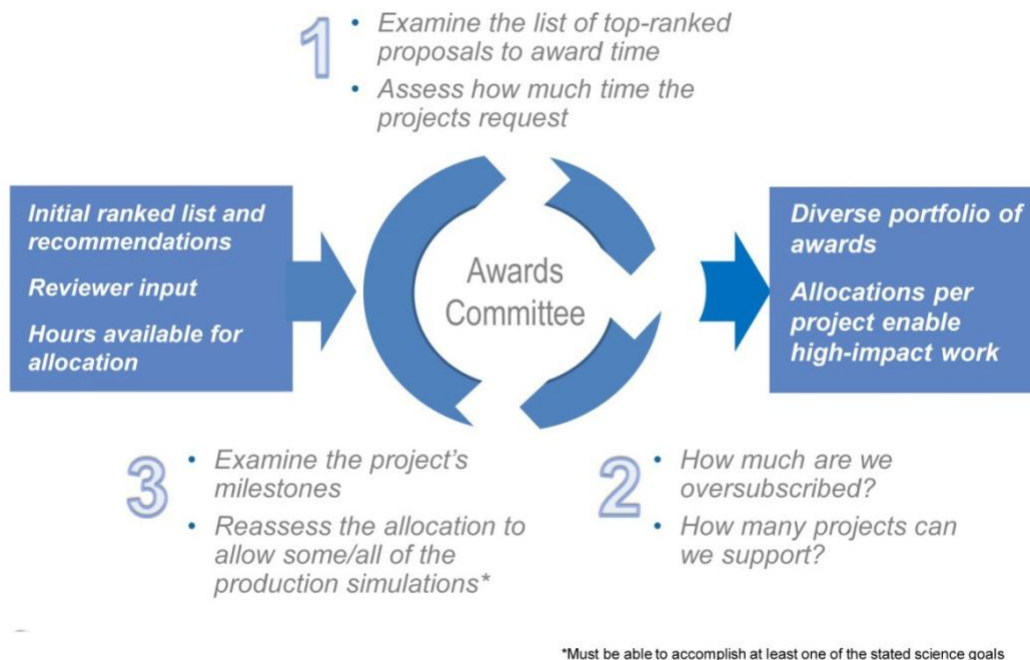 1
• Examine the list of top-ranked
proposals to award time
• Assess how much time the
projects request
Initial ranked list and
recommendations
Reviewer input
Hours available for
allocation
Awards
Committee
Diverse portfolio of
awards
Allocations per
project enable
high-impact work
3
• Examine the project's
milestones
• Reassess the allocation to
allow some/all of the
production simulations*
2
• How much are we
oversubscribed?
• How many projects can
we support?
*Must be able to accomplish at least one of the stated science goals